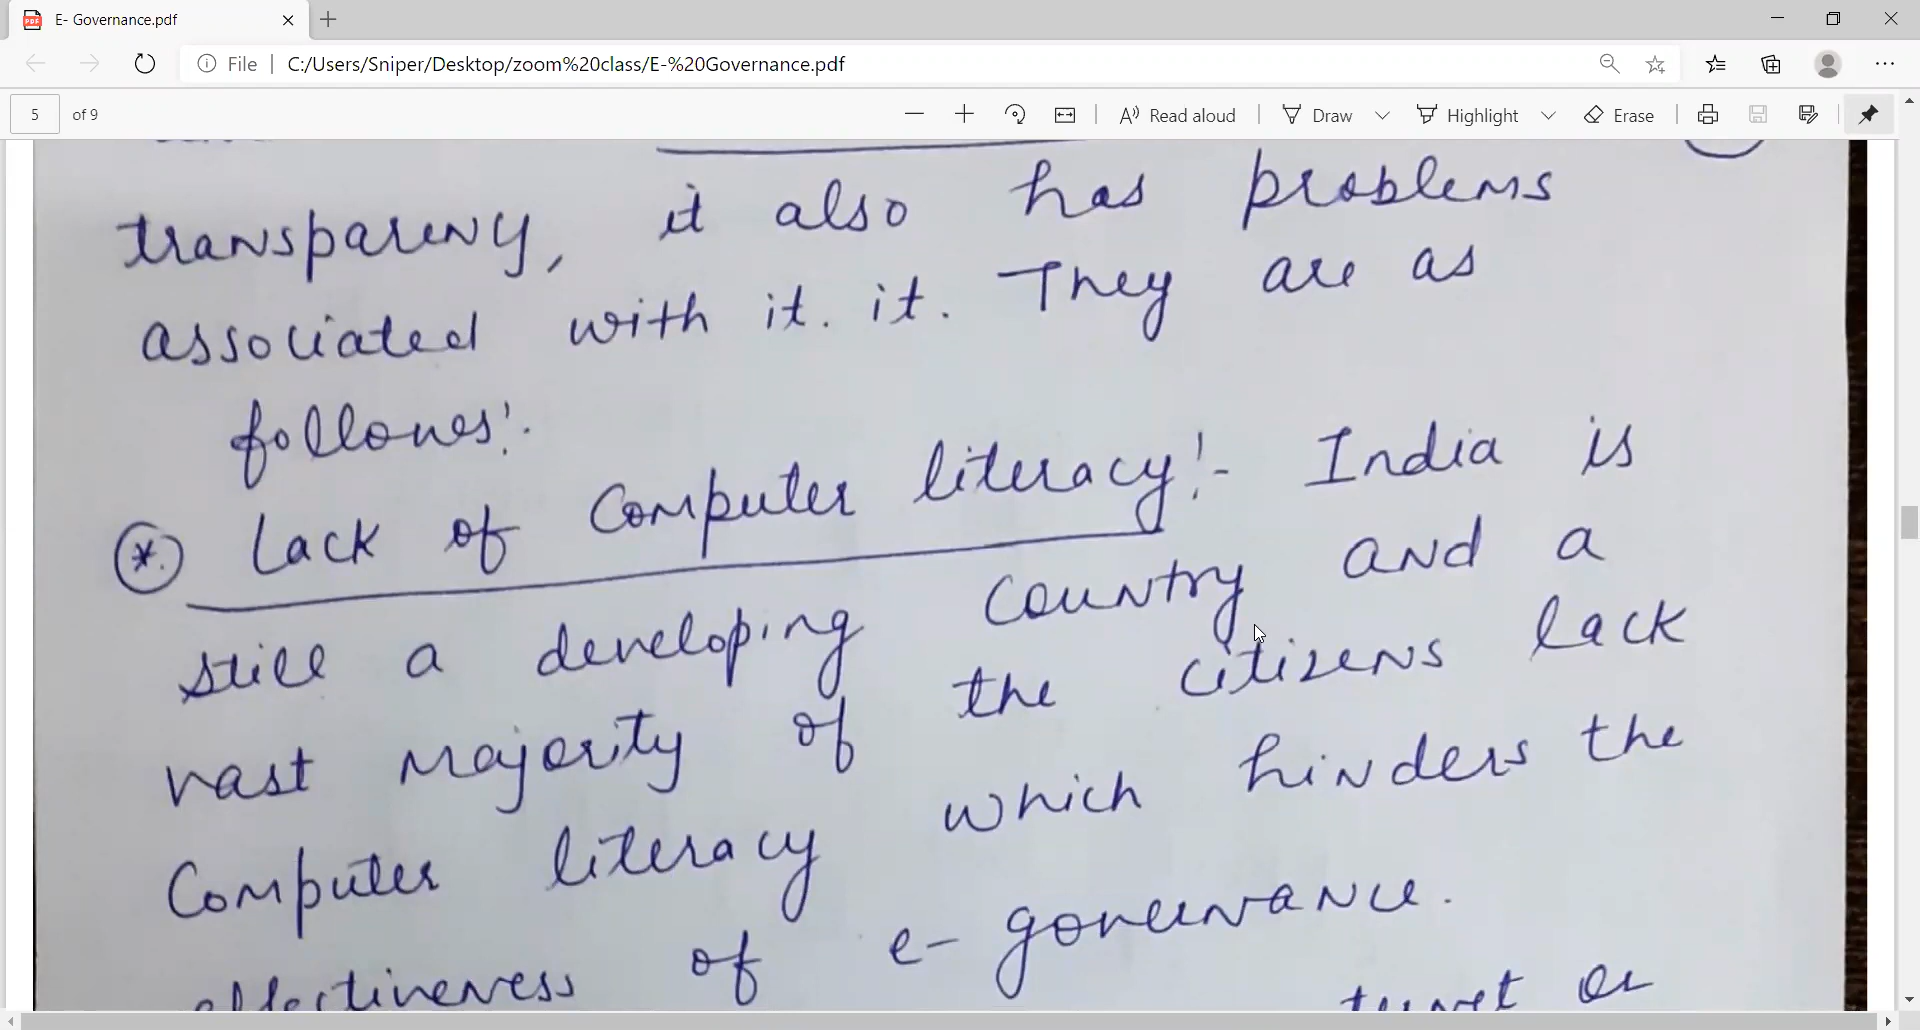 E- Governance.pdf
File | C:/Users/Sniper/Desktop/zoom%20class/E-%20Governance.pdf
5 of 9 Read aloud Draw Highlight Erase
transparency, it also has problems
associated with it. it. They are as
follows:
* Lack of Computer literacy:- India is
still a developing Country and a
vast majority of the citizens lack
Computer literacy which hinders the
effectiveness of e- governance.
or